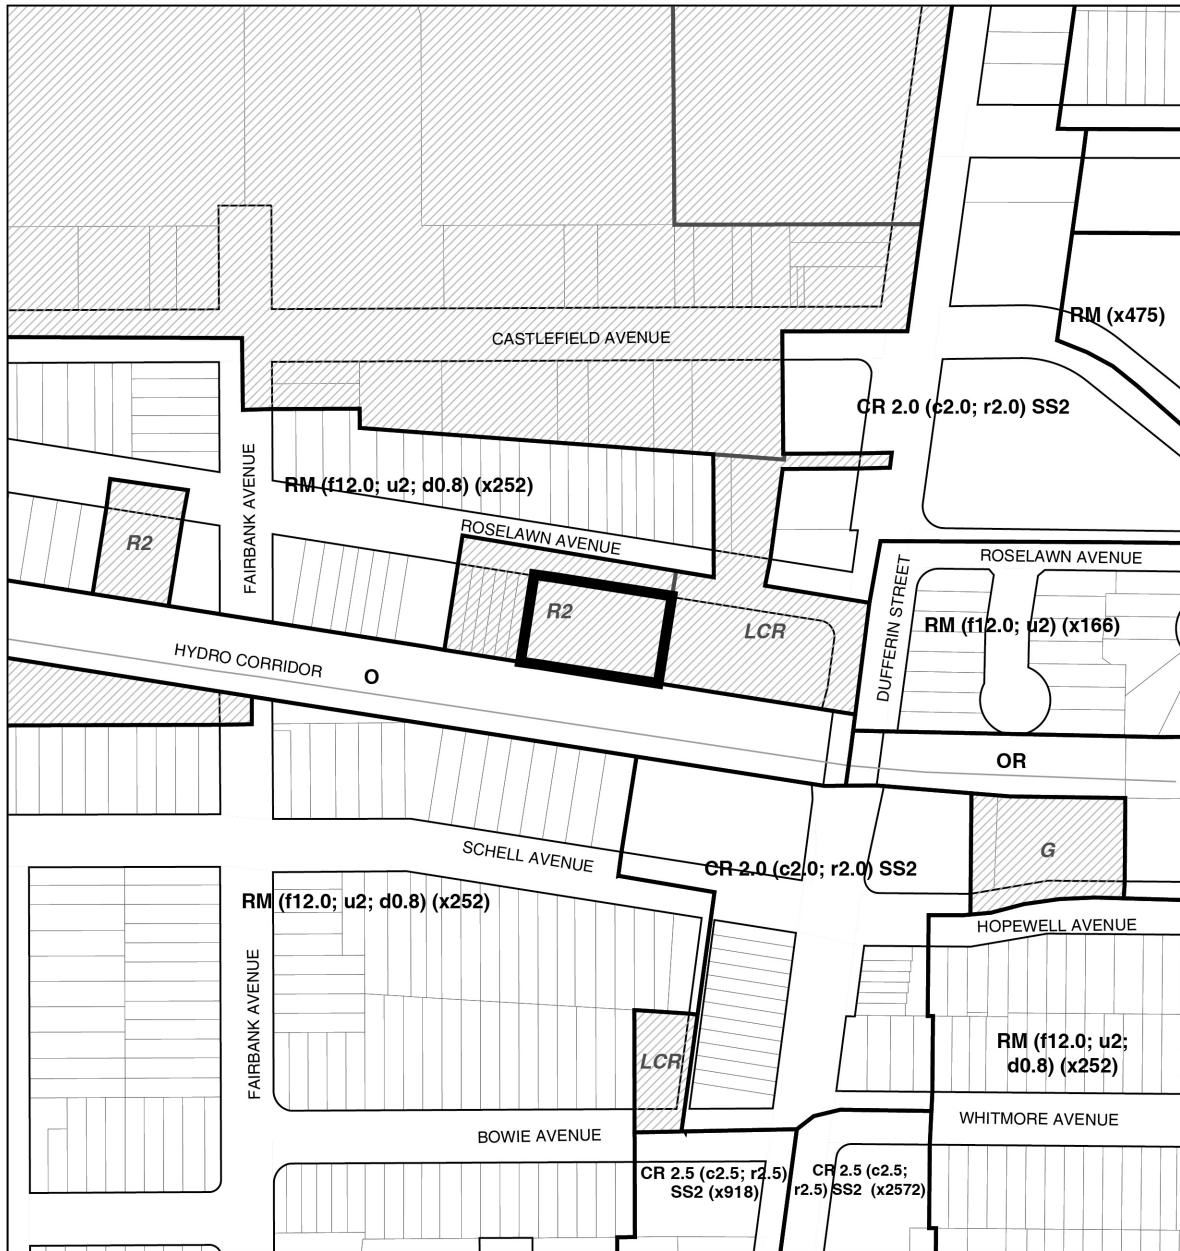 RM (x475)
CASTLEFIELD AVENUE
CR 2.0 (c2.0; r2.0) SS2
FAIRBANK AVENUE
RM (f12.0; u2; d0.8) (x252)
ROSELAWN AVENUE
R2
ROSELAWN AVENUE
DUFFERIN STREET
R2
LCR
RM (f12.0; u2) (x166)
HYDRO CORRIDOR
O
OR
SCHELL AVENUE
CR 2.0 (c2.0; r2.0) SS2
G
RM (f12.0; u2; d0.8) (x252)
HOPEWELL AVENUE
FAIRBANK AVENUE
LCR
RM (f12.0; u2;
d0.8) (x252)
BOWIE AVENUE
WHITMORE AVENUE
CR 2.5 (c2.5; r2.5)
SS2 (x918)
CR 2.5 (c2.5;
r2.5) SS2 (x2572)